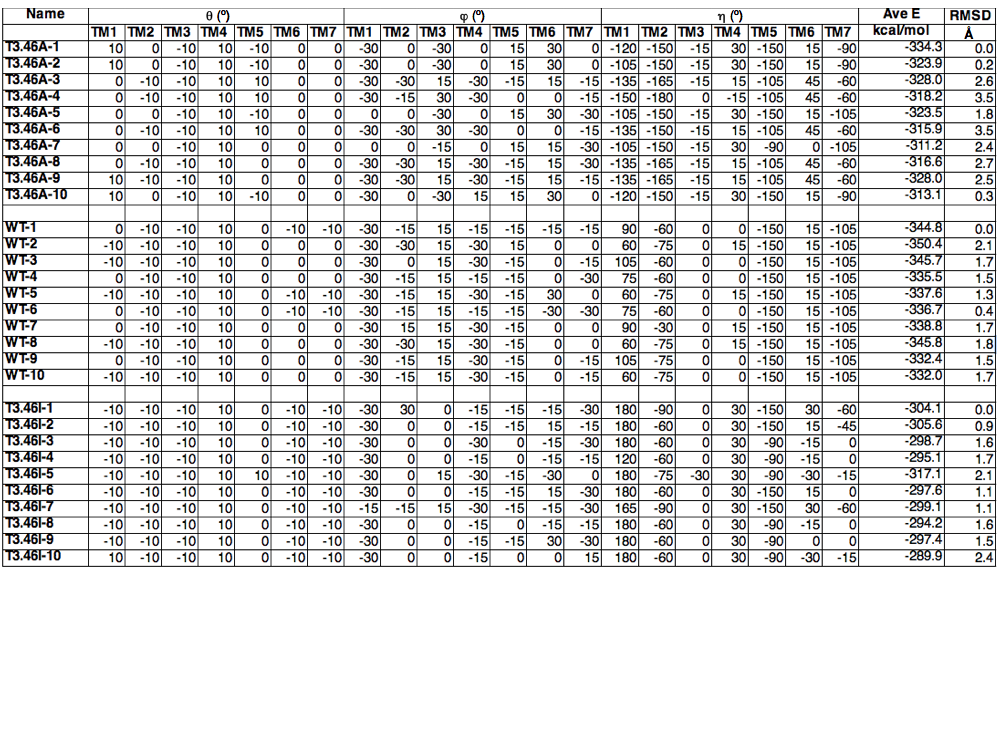 Name θ (º) φ (º) η (º) Ave E RMSD
TM1 TM2 TM3 TM4 TM5 TM6 TM7 TM1 TM2 TM3 TM4 TM5 TM6 TM7 TM1 TM2 TM3 TM4 TM5 TM6 TM7 kcal/mol Å
T3.46A-1 10 0 -10 10 -10 0 0 -30 0 -30 0 15 30 0 -120 -150 -15 30 -150 15 -90 -334.3 0.0
T3.46A-2 10 0 -10 10 -10 0 0 -30 0 -30 0 15 30 0 -105 -150 -15 30 -150 15 -90 -323.9 0.2
T3.46A-3 0 -10 -10 10 10 0 0 -30 -30 15 -30 -15 15 -15 -135 -165 -15 15 -105 45 -60 -328.0 2.6
T3.46A-4 0 -10 -10 10 10 0 0 -30 -15 30 -30 0 0 -15 -150 -180 0 -15 -105 45 -60 -318.2 3.5
T3.46A-5 0 0 -10 10 -10 0 0 0 0 -30 0 15 30 -30 -105 -150 -15 30 -150 15 -105 -323.5 1.8
T3.46A-6 0 -10 -10 10 10 0 0 -30 -30 30 -30 0 0 -15 -135 -150 -15 15 -105 45 -60 -315.9 3.5
T3.46A-7 0 0 -10 10 0 0 0 0 0 -15 0 15 15 -30 -105 -150 -15 30 -90 0 -105 -311.2 2.4
T3.46A-8 0 -10 -10 10 10 0 0 -30 -30 15 -30 -15 15 -15 -135 -165 -15 15 -105 45 -60 -316.6 2.7
T3.46A-9 10 -10 -10 10 10 0 0 -30 -30 15 -30 -15 15 -15 -135 -165 -15 15 -105 45 -60 -328.0 2.5
T3.46A-10 10 0 -10 10 -10 0 0 -30 0 -30 15 15 30 0 -120 -150 -15 30 -150 15 -90 -313.1 0.3
WT-1 0 -10 -10 10 0 -10 -10 -30 -15 15 -15 -15 -15 -15 90 -60 0 0 -150 15 -105 -344.8 0.0
WT-2 -10 -10 -10 10 0 0 0 -30 -30 15 -30 15 0 0 60 -75 0 15 -150 15 -105 -350.4 2.1
WT-3 -10 -10 -10 10 0 0 0 -30 0 15 -30 -15 0 -15 105 -60 0 0 -150 15 -105 -345.7 1.7
WT-4 0 -10 -10 10 0 0 0 -30 -15 15 -15 -15 0 -30 75 -60 0 0 -150 15 -105 -335.5 1.5
WT-5 -10 -10 -10 10 0 -10 -10 -30 -15 15 -30 -15 30 0 60 -75 0 15 -150 15 -105 -337.6 1.3
WT-6 0 -10 -10 10 0 -10 -10 -30 -15 15 -15 -15 -30 -30 75 -60 0 0 -150 15 -105 -336.7 0.4
WT-7 0 -10 -10 10 0 0 0 -30 15 15 -30 -15 0 0 90 -30 0 15 -150 15 -105 -338.8 1.7
WT-8 -10 -10 -10 10 0 0 0 -30 -30 15 -30 -15 0 0 60 -75 0 15 -150 15 -105 -345.8 1.8
WT-9 0 -10 -10 10 0 0 0 -30 -15 15 -30 -15 0 -15 105 -75 0 0 -150 15 -105 -332.4 1.5
WT-10 -10 -10 -10 10 0 0 0 -30 -15 15 -30 -15 0 -15 60 -75 0 0 -150 15 -105 -332.0 1.7
T3.46I-1 -10 -10 -10 10 0 -10 -10 -30 30 0 -15 -15 -15 -30 180 -90 0 30 -150 30 -60 -304.1 0.0
T3.46I-2 -10 -10 -10 10 0 -10 -10 -30 0 0 -15 -15 15 -15 180 -60 0 30 -150 15 -45 -305.6 0.9
T3.46I-3 -10 -10 -10 10 0 -10 -10 -30 0 0 -30 0 -15 -30 180 -60 0 30 -90 -15 0 -298.7 1.6
T3.46I-4 -10 -10 -10 10 0 -10 -10 -30 0 0 -15 0 -15 -15 120 -60 0 30 -90 -15 0 -295.1 1.7
T3.46I-5 -10 -10 -10 10 10 -10 -10 -30 0 15 -30 -15 -30 0 180 -75 -30 30 -90 -30 -15 -317.1 2.1
T3.46I-6 -10 -10 -10 10 0 -10 -10 -30 0 0 -15 -15 15 -30 180 -60 0 30 -150 15 0 -297.6 1.1
T3.46I-7 -10 -10 -10 10 0 -10 -10 -15 -15 15 -30 -15 -15 -30 165 -90 0 30 -150 30 -60 -299.1 1.1
T3.46I-8 -10 -10 -10 10 0 -10 -10 -30 0 0 -15 0 -15 -15 180 -60 0 30 -90 -15 0 -294.2 1.6
T3.46I-9 -10 -10 -10 10 0 -10 -10 -30 0 0 -15 -15 30 -30 180 -60 0 30 -90 0 0 -297.4 1.5
T3.46I-10 10 -10 -10 10 0 -10 -10 -30 0 0 -15 0 0 15 180 -60 0 30 -90 -30 -15 -289.9 2.4